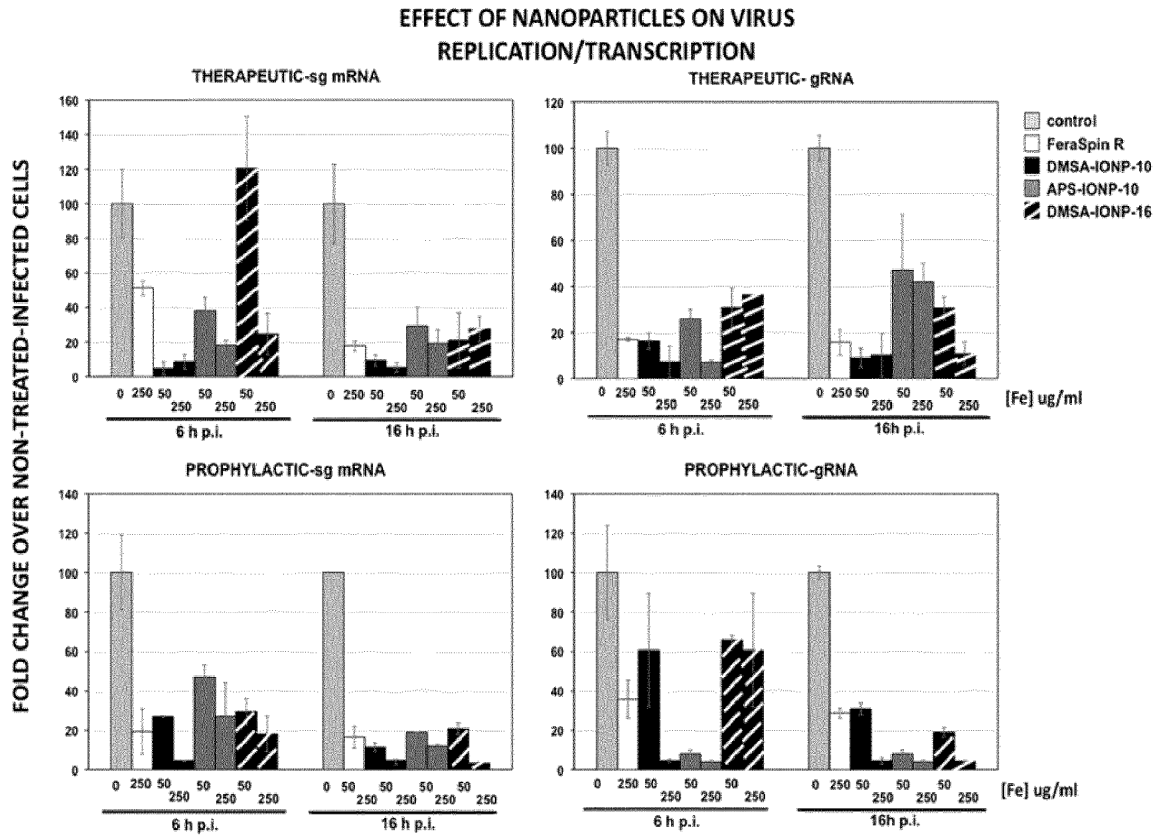 EFFECT OF NANOPARTICLES ON VIRUS
REPLICATION/TRANSCRIPTION
FOLD CHANGE OVER NON-TREATED-INFECTED CELLS
THERAPEUTIC-sg mRNA
160
140
120
100
80
60
40
20
0
0 250 50 250 50 250 50 250
6 h p.i.
0 250 50 250 50 250 50 250
16h p.i.
THERAPEUTIC- gRNA
120
100
80
60
40
20
0
0 250 50 250 50 250 50 250
6 h p.i.
0 250 50 250 50 250 50 250
16h p.i.
[Fe] ug/ml
control
FeraSpin R
DMSA-IONP-10
APS-IONP-10
DMSA-IONP-16
PROPHYLACTIC-sg mRNA
140
120
100
80
60
40
20
0
0 250 50 250 50 250 50 250
6 h p.i.
0 50 50 250 50 250 50 250
16h p.i.
PROPHYLACTIC-gRNA
140
120
100
80
60
40
20
0
0 250 50 250 50 250 50 250
6 h p.i.
0 250 50 250 50 250 50 250
16h p.i.
[Fe] ug/ml